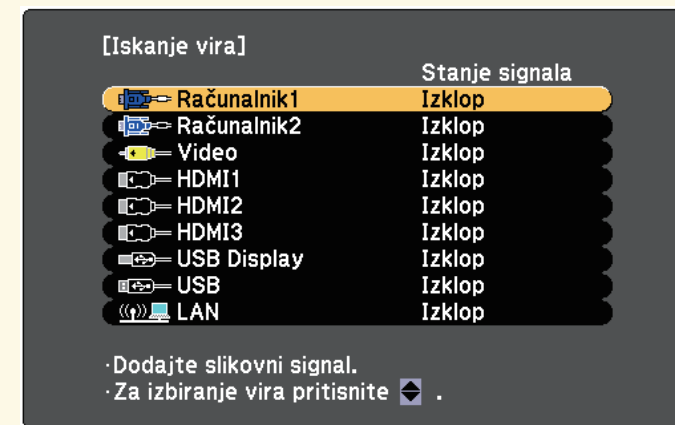 [Iskanje vira]
Stanje signala
Računalnik1 Izklop
Računalnik2 Izklop
Video Izklop
HDMI1 Izklop
HDMI2 Izklop
HDMI3 Izklop
USB Display Izklop
USB Izklop
LAN Izklop
·Dodajte slikovni signal.
·Za izbiranje vira pritisnite .